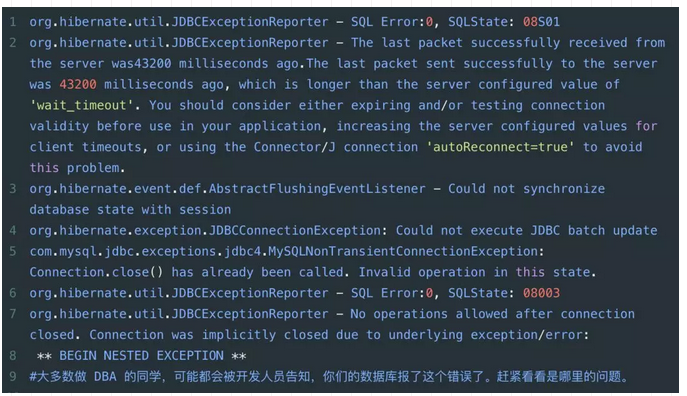 1 org.hibernate.util.JDBCExceptionReporter - SQL Error:0, SQLState: 08S01
2 org.hibernate.util.JDBCExceptionReporter - The last packet successfully received from
the server was43200 milliseconds ago.The last packet sent successfully to the server
was 43200 milliseconds ago, which is longer than the server configured value of
'wait_timeout'. You should consider either expiring and/or testing connection
validity before use in your application, increasing the server configured values for
client timeouts, or using the Connector/J connection 'autoReconnect=true' to avoid
this problem.
3 org.hibernate.event.def.AbstractFlushingEventListener - Could not synchronize
database state with session
4 org.hibernate.exception.JDBCConnectionException: Could not execute JDBC batch update
5 com.mysql.jdbc.exceptions.jdbc4.MySQLNonTransientConnectionException:
Connection.close() has already been called. Invalid operation in this state.
6 org.hibernate.util.JDBCExceptionReporter - SQL Error:0, SQLState: 08003
7 org.hibernate.util.JDBCExceptionReporter - No operations allowed after connection
closed. Connection was implicitly closed due to underlying exception/error:
8 ** BEGIN NESTED EXCEPTION **
9 #大多数做 DBA 的同学，可能都会被开发人员告知，你们的数据库报了这个错误了。赶紧看看是哪里的问题。